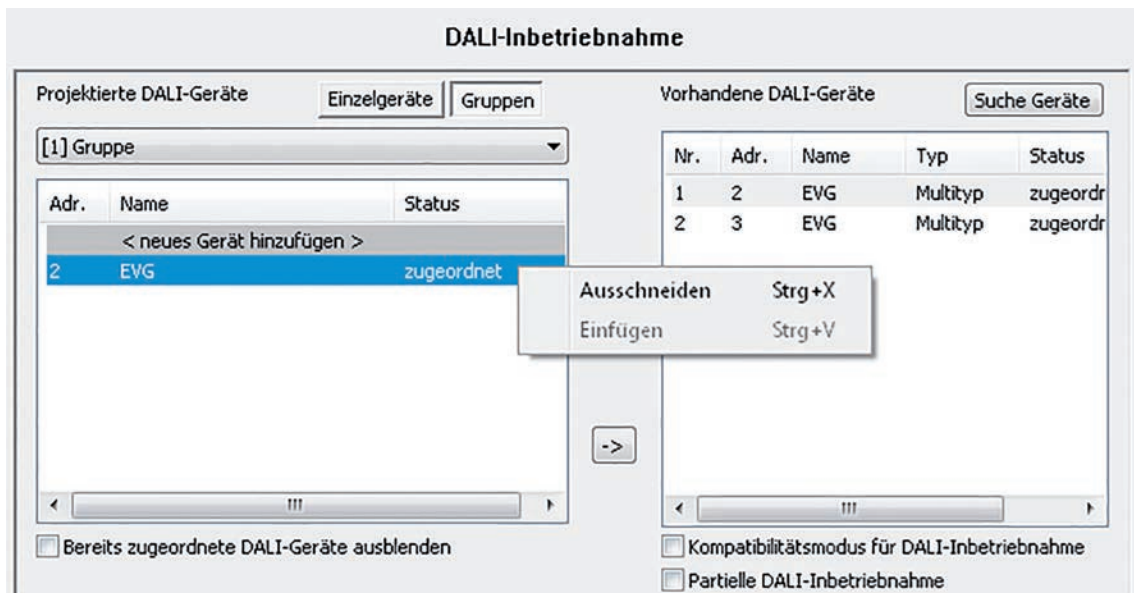 DALI-Inbetriebnahme
Projektierte DALI-Geräte Einzelgeräte Gruppen
[1] Gruppe
Adr. Name Status
< neues Gerät hinzufügen >
2 EVG zugeordnet
Ausschneiden Strg+X
Einfügen Strg+V
->
Bereits zugeordnete DALI-Geräte ausblenden
Vorhandene DALI-Geräte Suche Geräte
Nr. Adr. Name Typ Status
1 2 EVG Multityp zugeordr
2 3 EVG Multityp zugeordr
Kompatibilitätsmodus für DALI-Inbetriebnahme
Partielle DALI-Inbetriebnahme